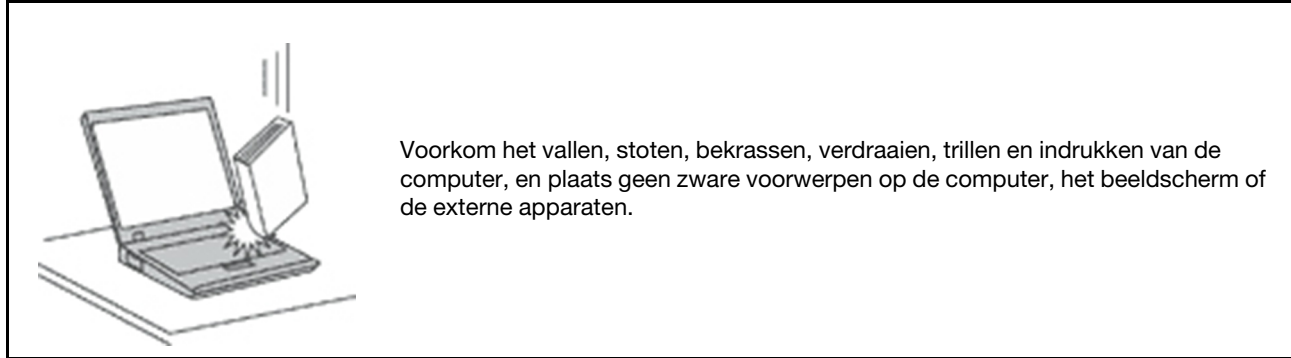 Voorkom het vallen, stoten, bekrassen, verdraaien, trillen en indrukken van de
computer, en plaats geen zware voorwerpen op de computer, het beeldscherm of
de externe apparaten.